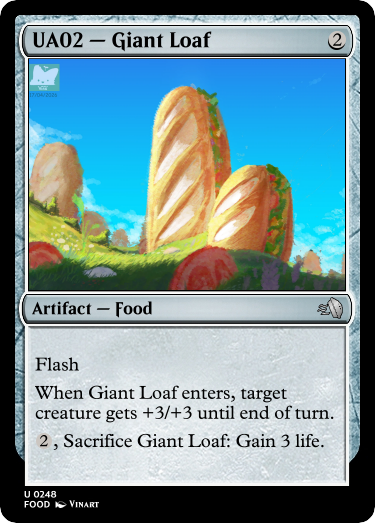 UA02 — Giant Loaf 2
Artifact — Food
Flash
When Giant Loaf enters, target
creature gets +3/+3 until end of turn.
2, Sacrifice Giant Loaf: Gain 3 life.
U 0248
FOOD VINART